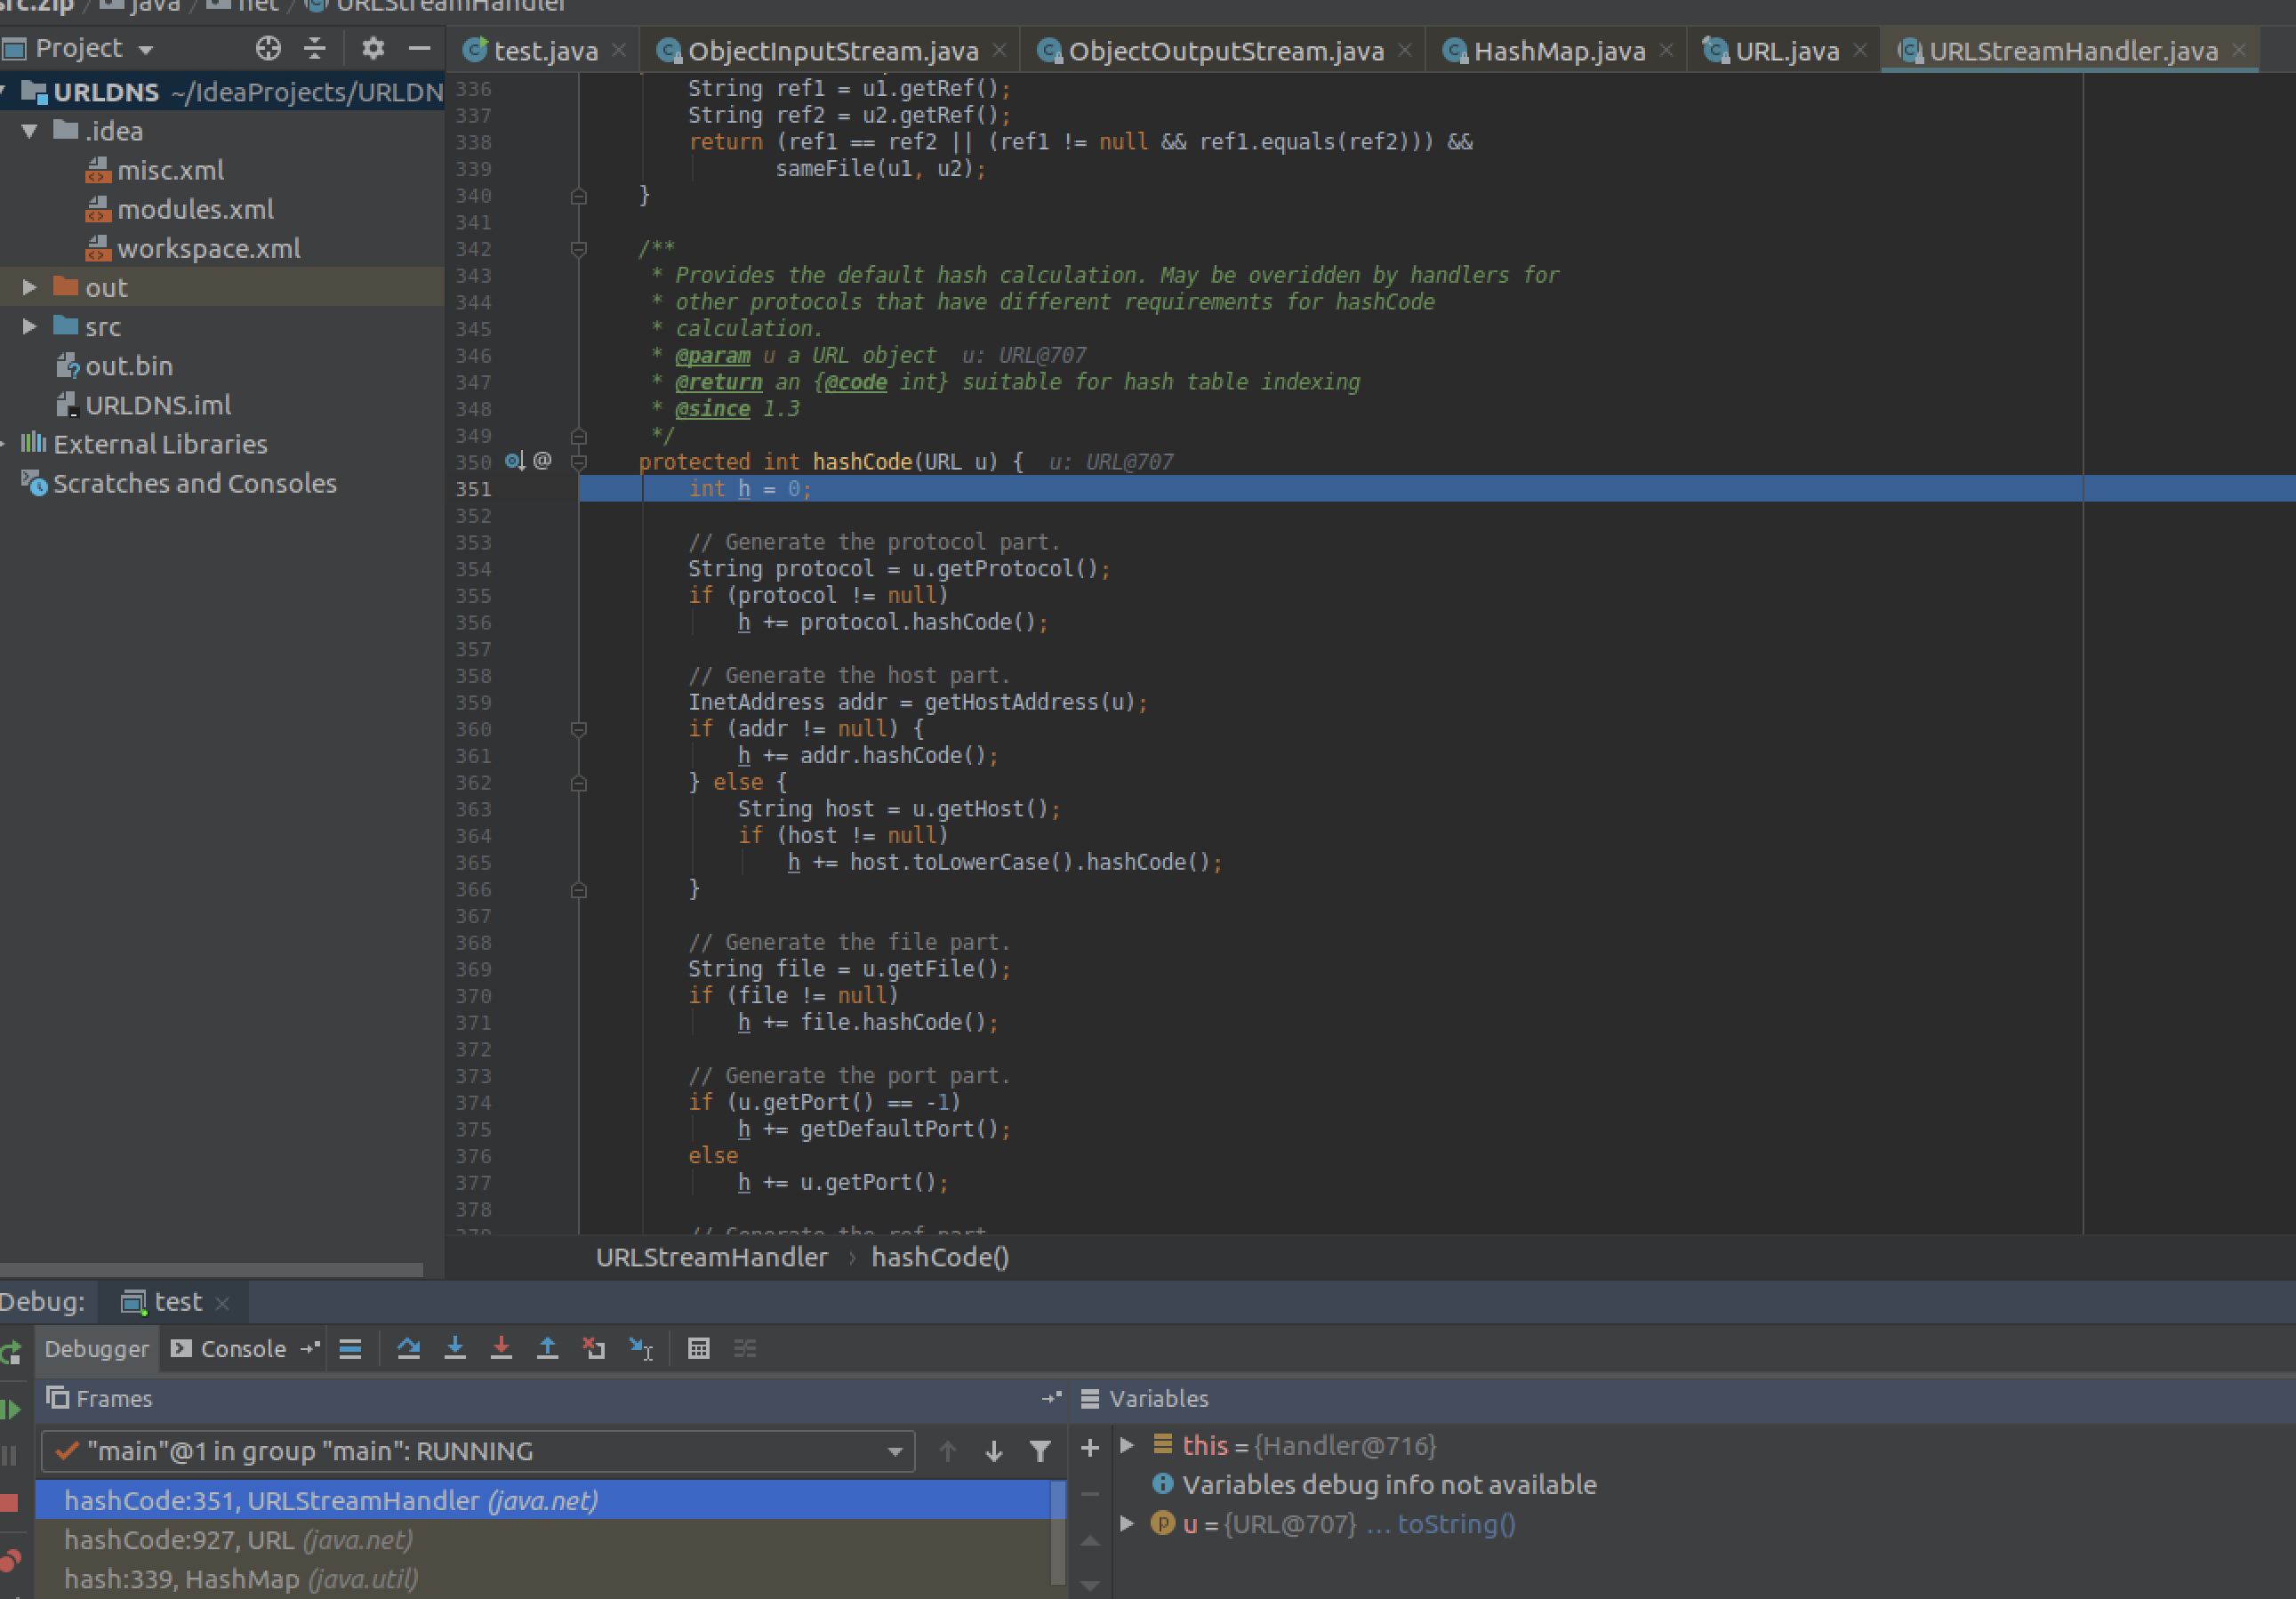 src.zip / java / net / URLStreamHandler
Project
test.java ObjectInputStream.java ObjectOutputStream.java HashMap.java URL.java URLStreamHandler.java
URLDNS ~/IdeaProjects/URLDN
.idea
misc.xml
modules.xml
workspace.xml
out
src
out.bin
URLDNS.iml
External Libraries
Scratches and Consoles
336 String ref1 = u1.getRef();
337 String ref2 = u2.getRef();
338 return (ref1 == ref2 || (ref1 != null && ref1.equals(ref2))) &&
339 sameFile(u1, u2);
340 }
341
342 /**
343 * Provides the default hash calculation. May be overidden by handlers for
344 * other protocols that have different requirements for hashCode
345 * calculation.
346 * @param u a URL object u: URL@707
347 * @return an {@code int} suitable for hash table indexing
348 * @since 1.3
349 */
350 @ protected int hashCode(URL u) { u: URL@707
351 int h = 0;
352
353 // Generate the protocol part.
354 String protocol = u.getProtocol();
355 if (protocol != null)
356 h += protocol.hashCode();
357
358 // Generate the host part.
359 InetAddress addr = getHostAddress(u);
360 if (addr != null) {
361 h += addr.hashCode();
362 } else {
363 String host = u.getHost();
364 if (host != null)
365 h += host.toLowerCase().hashCode();
366 }
367
368 // Generate the file part.
369 String file = u.getFile();
370 if (file != null)
371 h += file.hashCode();
372
373 // Generate the port part.
374 if (u.getPort() == -1)
375 h += getDefaultPort();
376 else
377 h += u.getPort();
378
379 // Generate the ref part.
URLStreamHandler › hashCode()
Debug: test
Debugger Console
Frames
"main"@1 in group "main": RUNNING
hashCode:351, URLStreamHandler (java.net)
hashCode:927, URL (java.net)
hash:339, HashMap (java.util)
Variables
this = {Handler@716}
Variables debug info not available
u = {URL@707} ... toString()